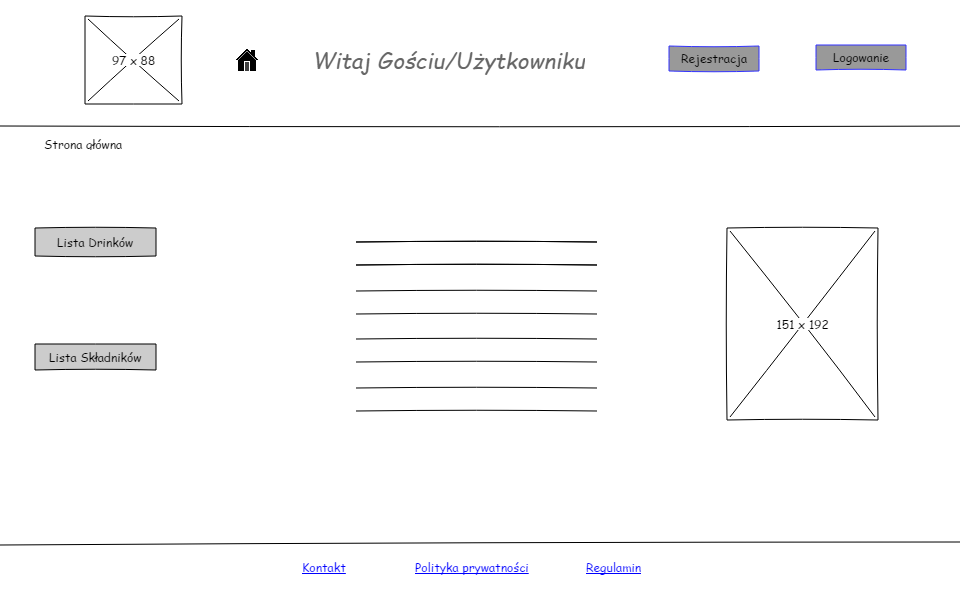 97 x 88
Witaj Gościu/Użytkowniku
Rejestracja
Logowanie
Strona główna
Lista Drinków
Lista Składników
151 x 192
Kontakt
Polityka prywatności
Regulamin